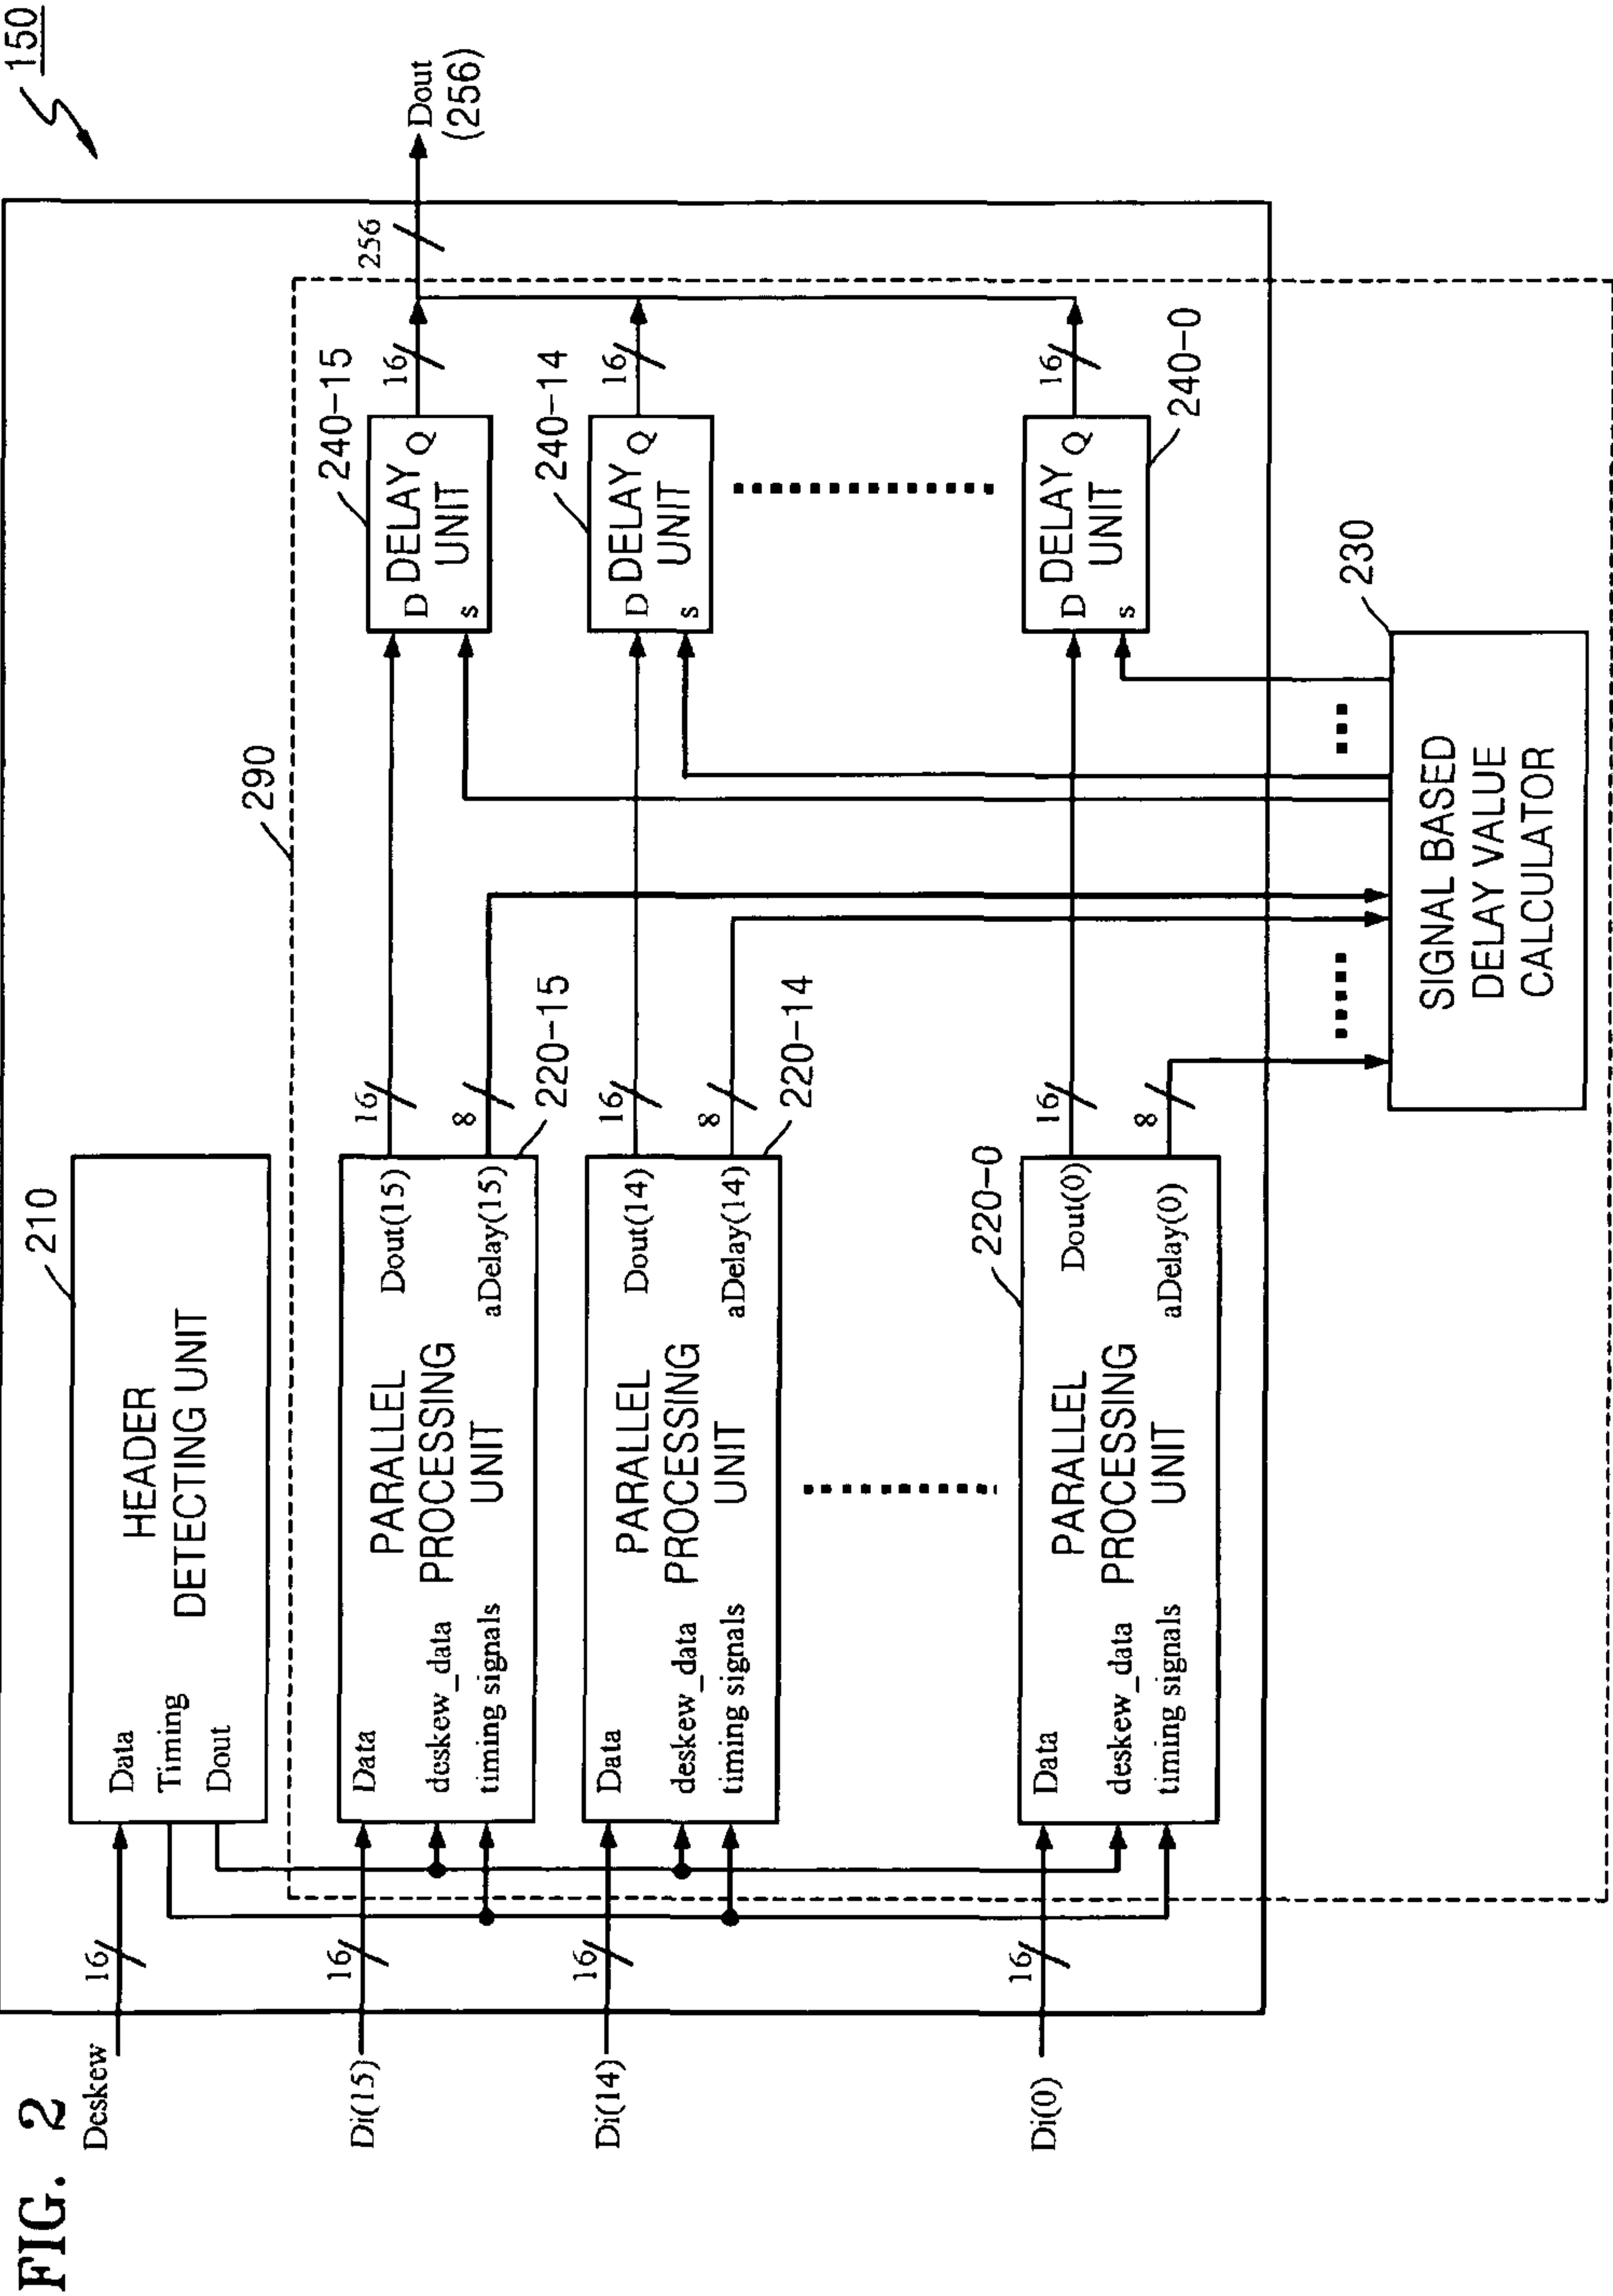 FIG. 2
150
Deskew
16
210
HEADER
DETECTING UNIT
Data
Timing
Dout
290
Di(15)
16
Data
deskew_data
timing signals
PARALLEL
PROCESSING
UNIT
Dout(15)
aDelay(15)
16
8
220-15
240-15
D DELAY Q
UNIT
s
16
256
Dout
(256)
Di(14)
16
Data
deskew_data
timing signals
PARALLEL
PROCESSING
UNIT
Dout(14)
aDelay(14)
16
8
220-14
240-14
D DELAY Q
UNIT
s
16
Di(0)
16
220-0
Data
deskew_data
timing signals
PARALLEL
PROCESSING
UNIT
Dout(0)
aDelay(0)
16
8
D DELAY Q
UNIT
s
16
240-0
230
SIGNAL BASED
DELAY VALUE
CALCULATOR